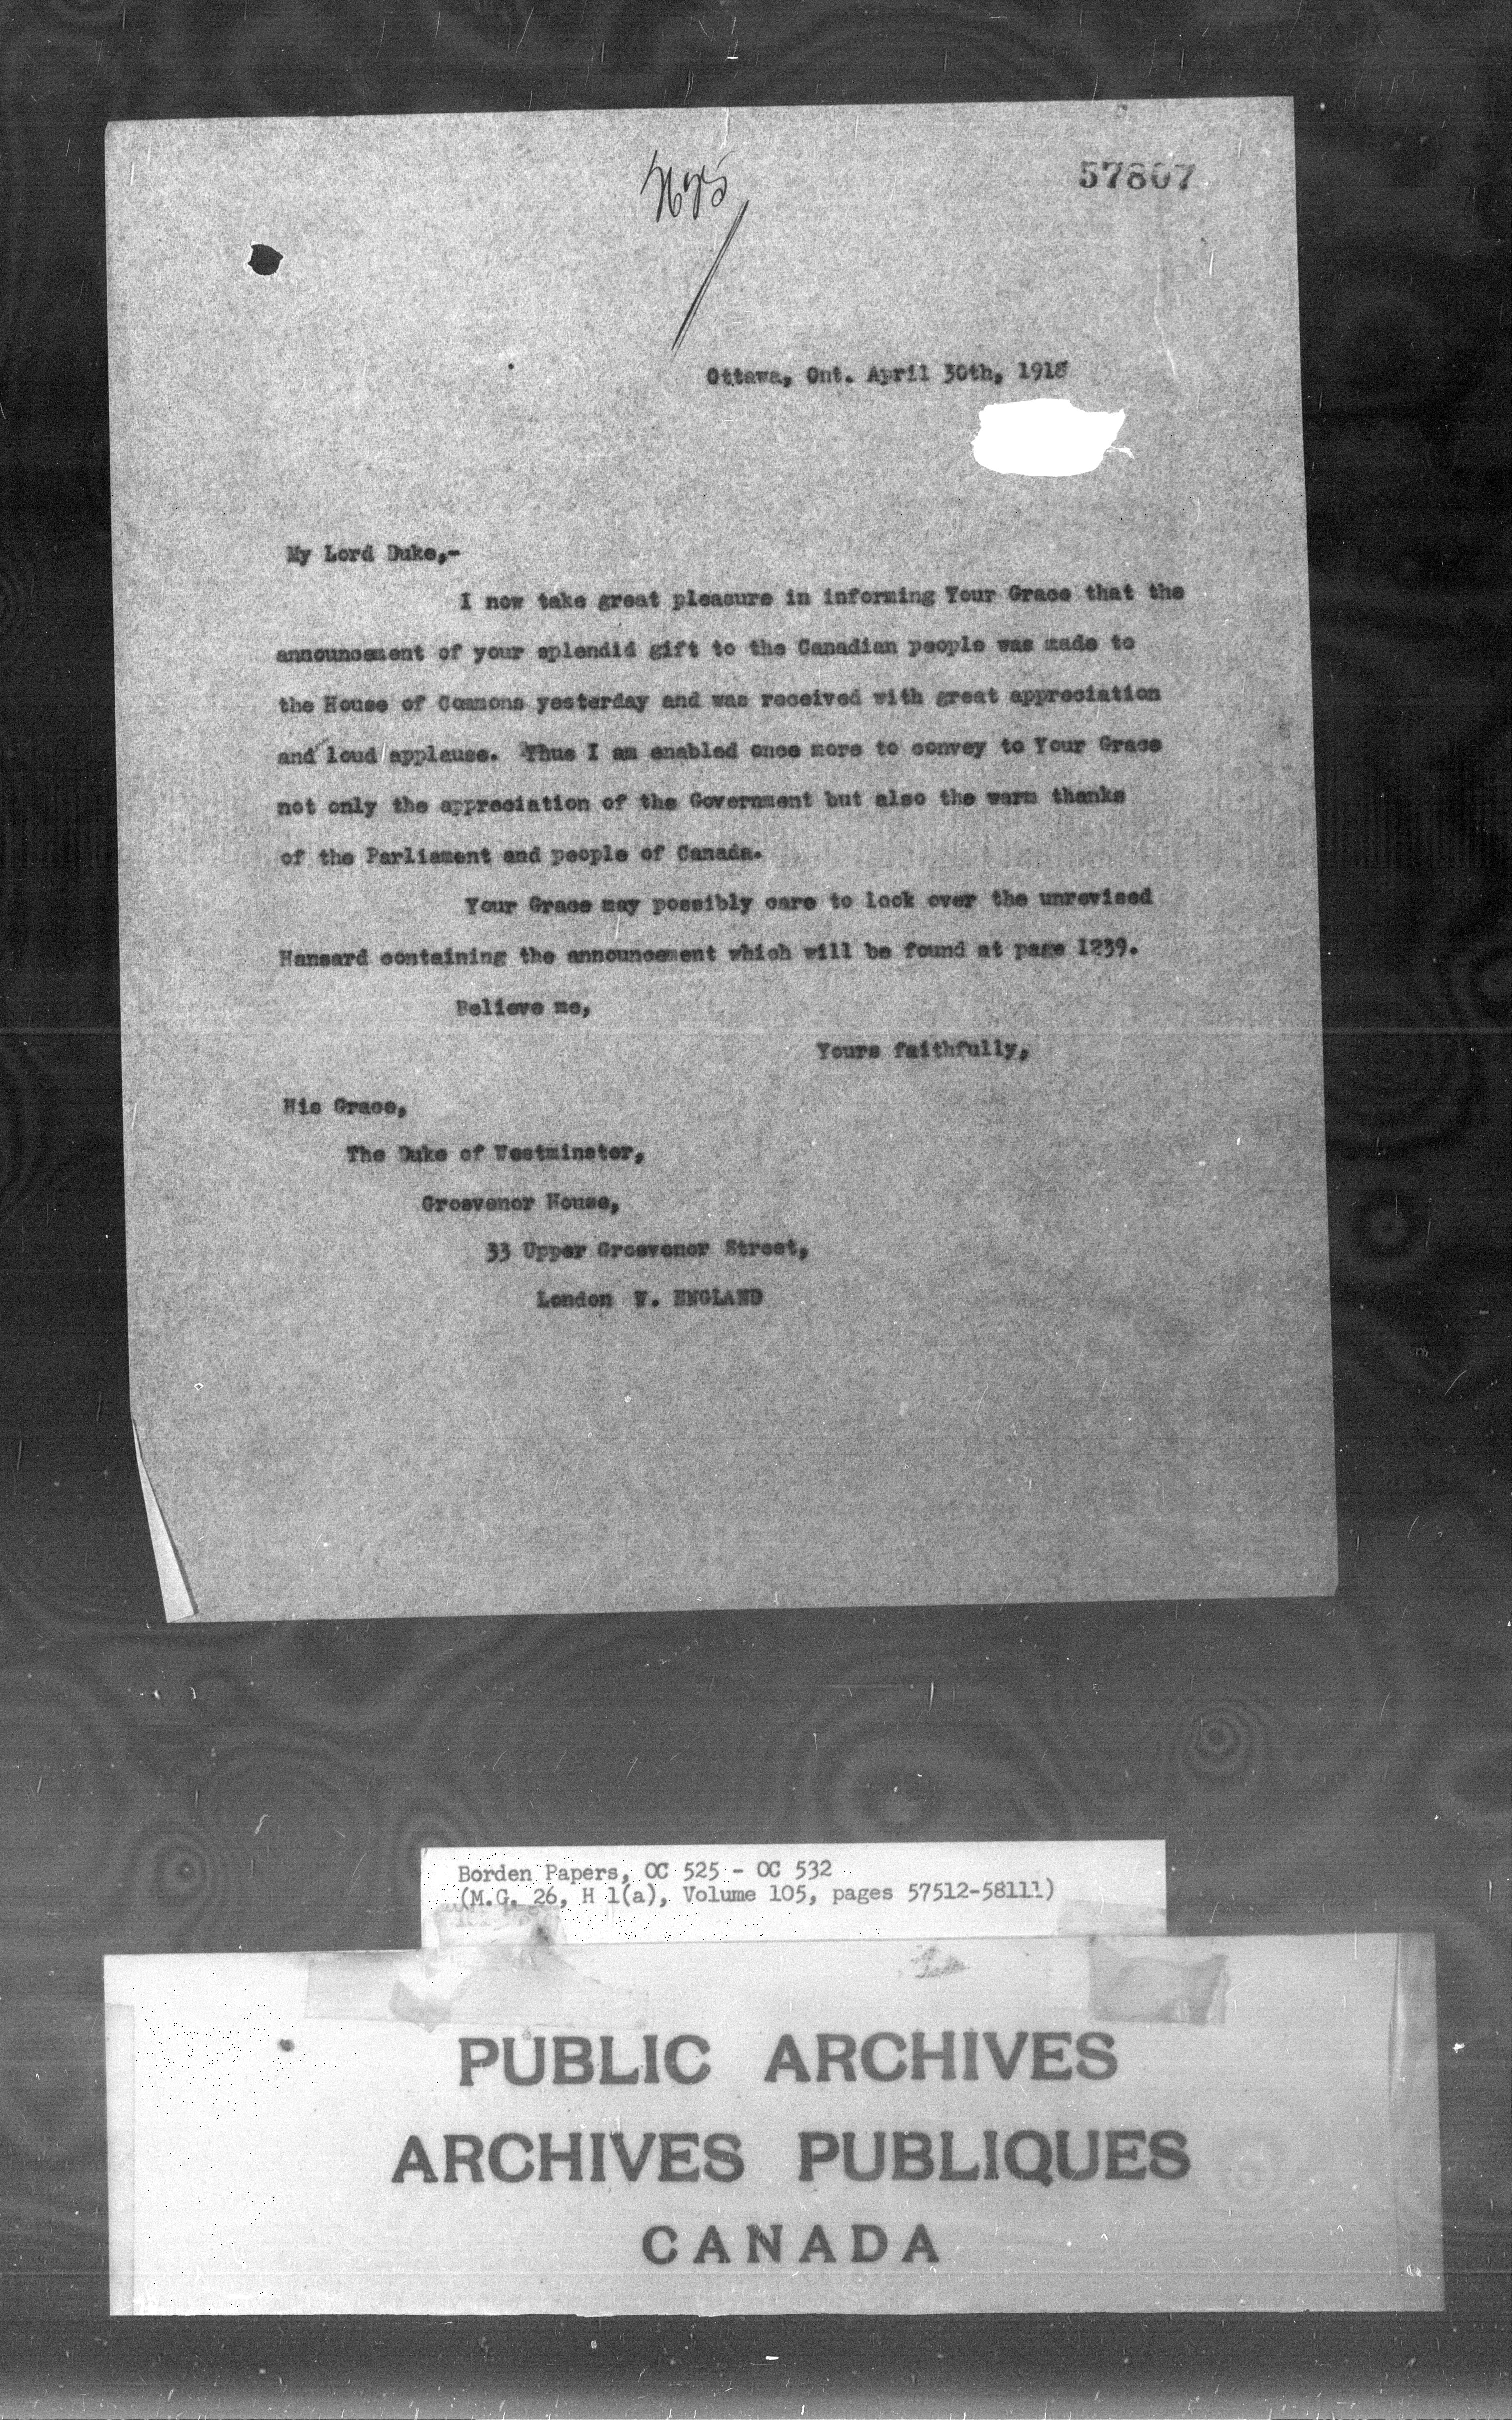 57807
Ottawa, Ont. April 30th, 1918
My Lord Duke,-
I now take great pleasure in informing Your Grace that the
announcement of your splendid gift to the Canadian people was made to
the House of Commons yesterday and was received with great appreciation
and loud applause. Thus I am enabled once more to convey to Your Grace
not only the appreciation of the Government but also the warm thanks
of the Parliament and people of Canada.
Your Grace may possibly care to look over the unrevised
Hansard containing the announcement which will be found at page 1239.
Believe me,
Yours faithfully,
His Grace,
The Duke of Westminster,
Grosvenor House,
33 Upper Grosvenor Street,
London W. ENGLAND
Borden Papers, OC 525 - OC 532
(M.G. 26, H 1(a), Volume 105, pages 57512-58111)
PUBLIC ARCHIVES
ARCHIVES PUBLIQUES
CANADA